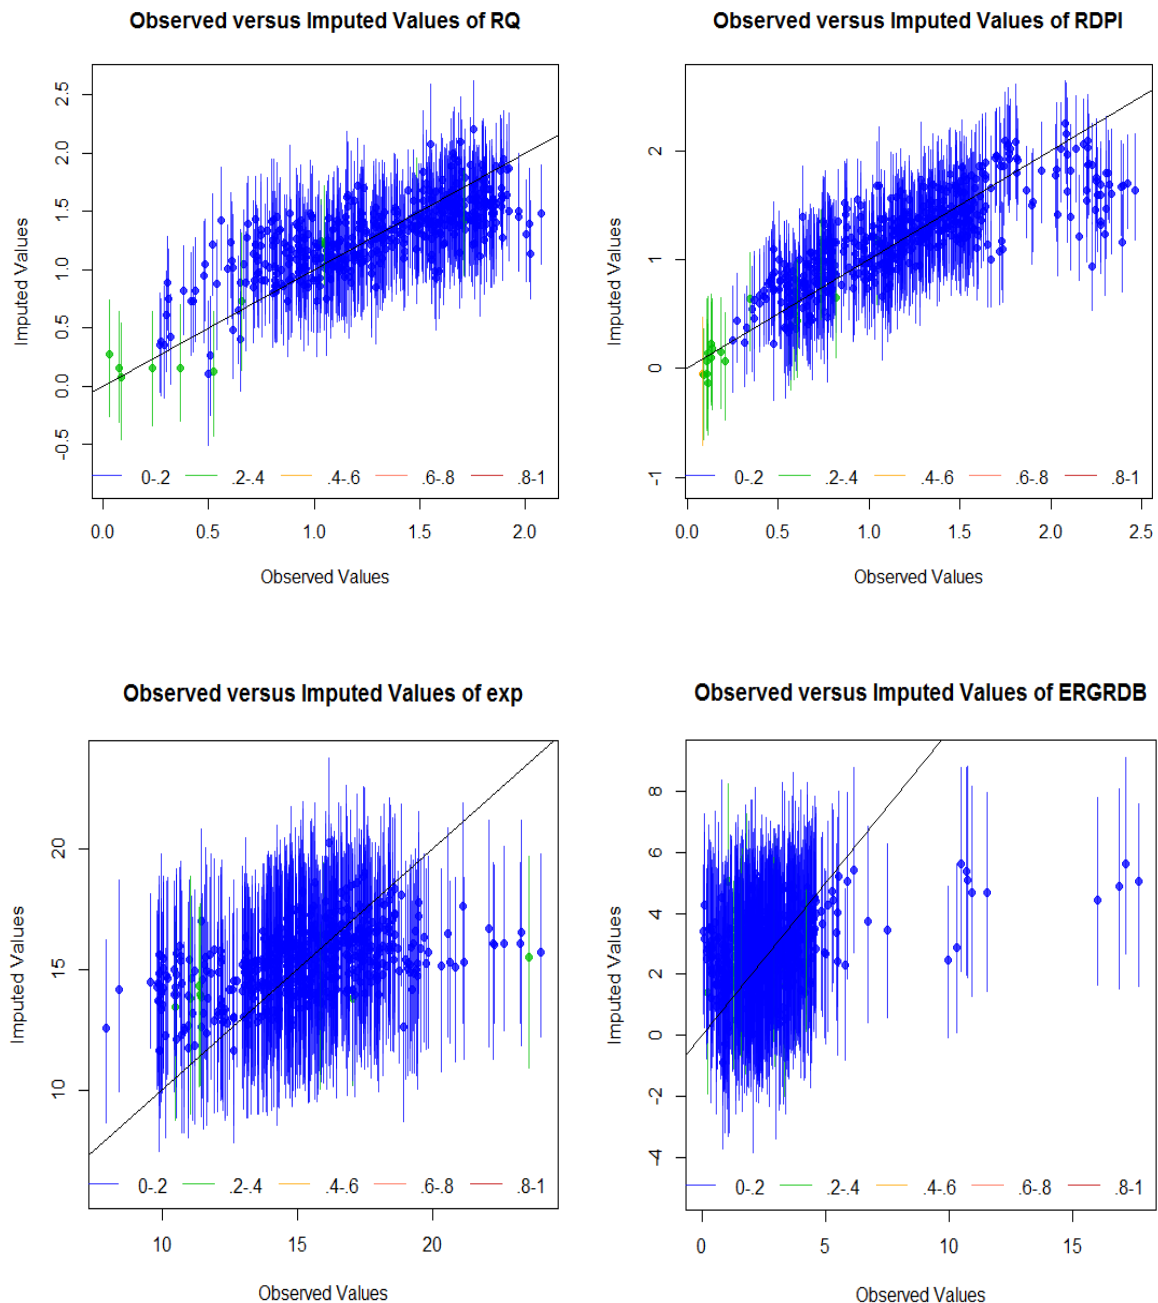 Observed versus Imputed Values of RQ
Imputed Values
2.5
2.0
1.5
1.0
0.5
0.0
-0.5
0-.2 .2-.4 .4-.6 .6-.8 .8-1
0.0 0.5 1.0 1.5 2.0
Observed Values
Observed versus Imputed Values of RDPI
Imputed Values
2
1
0
-1
0-.2 .2-.4 .4-.6 .6-.8 .8-1
0.0 0.5 1.0 1.5 2.0 2.5
Observed Values
Observed versus Imputed Values of exp
Imputed Values
20
15
10
0-.2 .2-.4 .4-.6 .6-.8 .8-1
10 15 20
Observed Values
Observed versus Imputed Values of ERGRDB
Imputed Values
8
6
4
2
0
-2
-4
0-.2 .2-.4 .4-.6 .6-.8 .8-1
0 5 10 15
Observed Values